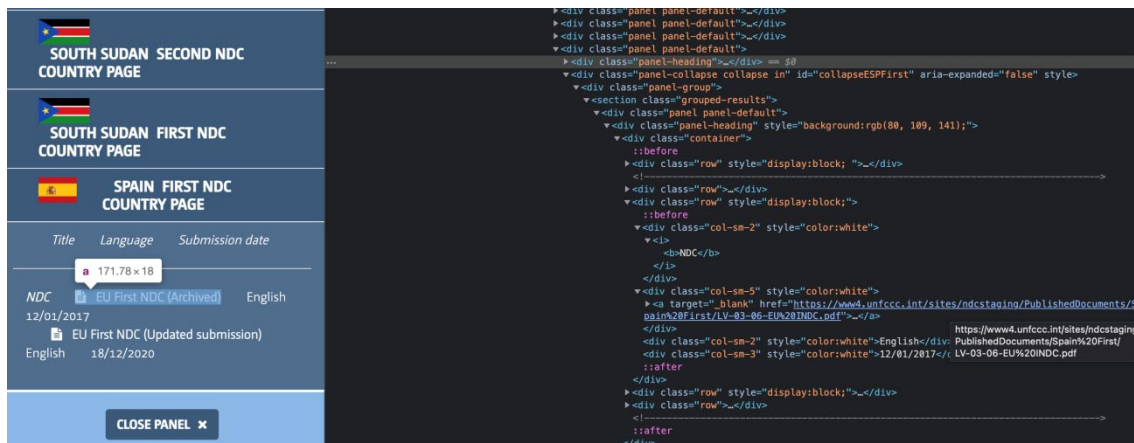 SOUTH SUDAN SECOND NDC
COUNTRY PAGE
SOUTH SUDAN FIRST NDC
COUNTRY PAGE
SPAIN FIRST NDC
COUNTRY PAGE
Title Language Submission date
a 171.78 × 18
NDC EU First NDC (Archived) English
12/01/2017
EU First NDC (Updated submission)
English 18/12/2020
CLOSE PANEL ×
▶<div class="panel panel-default">…</div>
▶<div class="panel panel-default">…</div>
▶<div class="panel panel-default">…</div>
▼<div class="panel panel-default">
… ▶<div class="panel-heading">…</div> == $0
▼<div class="panel-collapse collapse in" id="collapseESPFirst" aria-expanded="false" style>
▼<div class="panel-group">
▼<section class="grouped-results">
▼<div class="panel panel-default">
▼<div class="panel-heading" style="background:rgb(80, 109, 141);">
▼<div class="container">
::before
▶<div class="row" style="display:block; ">…</div>
<!-------------------------------------------------------------------------->
▶<div class="row">…</div>
▼<div class="row" style="display:block;">
::before
▼<div class="col-sm-2" style="color:white">
▼<i>
<b>NDC</b>
</i>
</div>
▼<div class="col-sm-5" style="color:white">
▶<a target="_blank" href="https://www4.unfccc.int/sites/ndcstaging/PublishedDocuments/S
pain%20First/LV-03-06-EU%20INDC.pdf">…</a>
</div>
<div class="col-sm-2" style="color:white">English</div>
<div class="col-sm-3" style="color:white">12/01/2017</
::after
</div>
▶<div class="row" style="display:block;">…</div>
▶<div class="row">…</div>
<!-------------------------------------------------------------------------->
::after
</div>
https://www4.unfccc.int/sites/ndcstaging
PublishedDocuments/Spain%20First/
LV-03-06-EU%20INDC.pdf